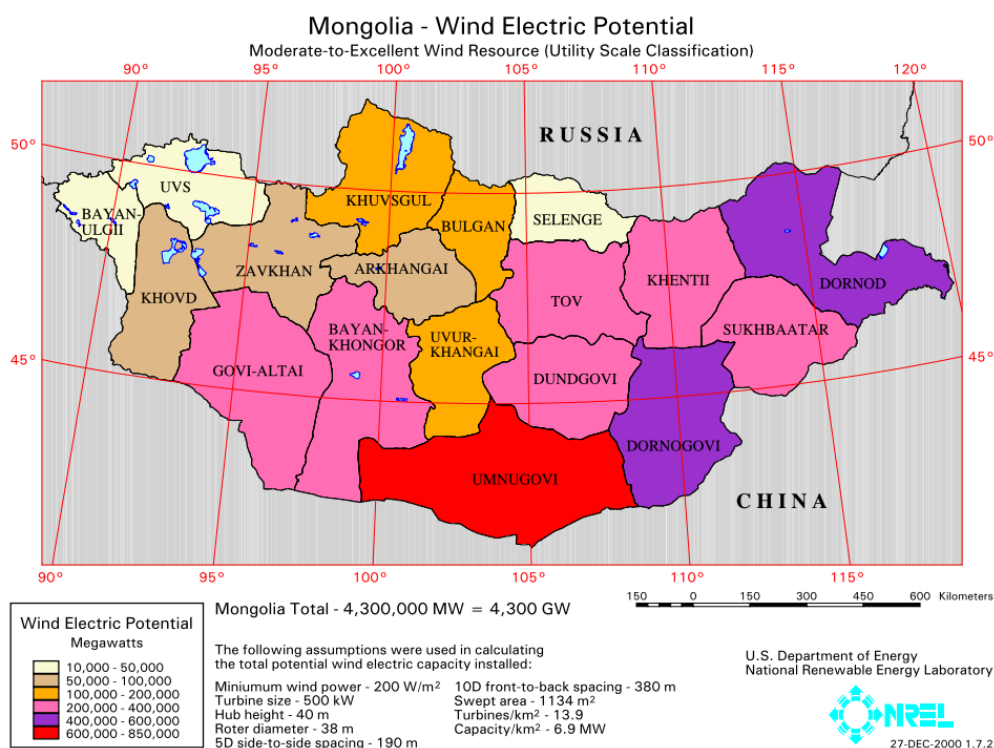 Mongolia - Wind Electric Potential
Moderate-to-Excellent Wind Resource (Utility Scale Classification)
90° 95° 100° 105° 110° 115° 120°
50° 50°
RUSSIA
UVS
KHUVSGUL
BULGAN
SELENGE
BAYAN-
ULGII
ZAVKHAN
ARKHANGAI
KHENTII
DORNOD
KHOVD
TOV
BAYAN-
KHONGOR
UVUR-
KHANGAI
SUKHBAATAR
45° 45°
GOVI-ALTAI
DUNDGOVI
DORNOGOVI
UMNUGOVI
CHINA
90° 95° 100° 105° 110° 115°
Wind Electric Potential
Megawatts
10,000 - 50,000
50,000 - 100,000
100,000 - 200,000
200,000 - 400,000
400,000 - 600,000
600,000 - 850,000
Mongolia Total - 4,300,000 MW = 4,300 GW
The following assumptions were used in calculating
the total potential wind electric capacity installed:
Miniumum wind power - 200 W/m²
Turbine size - 500 kW
Hub height - 40 m
Roter diameter - 38 m
5D side-to-side spacing - 190 m
10D front-to-back spacing - 380 m
Swept area - 1134 m²
Turbines/km² - 13.9
Capacity/km² - 6.9 MW
150 0 150 300 450 600 Kilometers
U.S. Department of Energy
National Renewable Energy Laboratory
NREL
27-DEC-2000 1.7.2